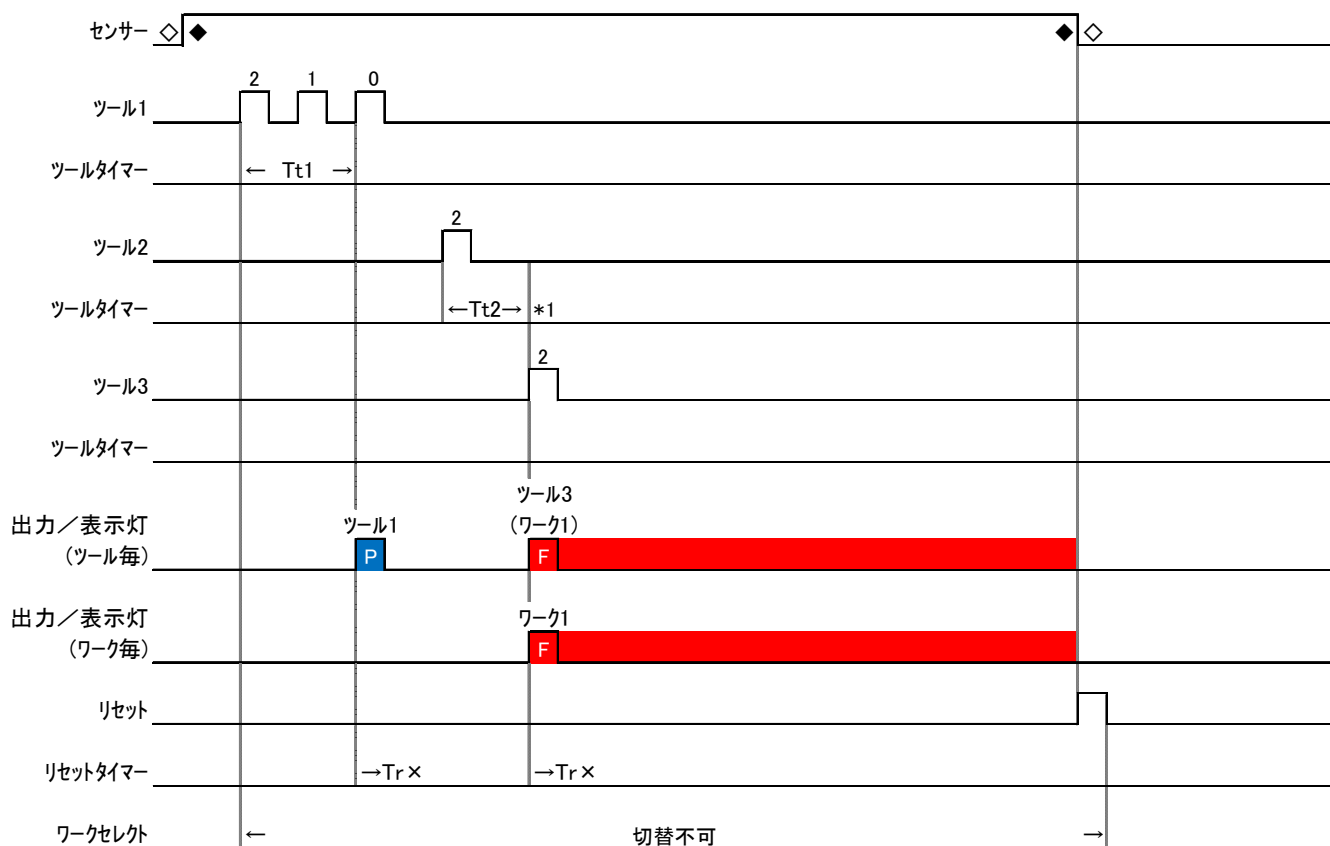 センサー ◇ ◆ ◆ ◇
2 1 0
ツール1
ツールタイマー ← Tt1 →
2
ツール2
ツールタイマー ←Tt2→ *1
2
ツール3
ツールタイマー
ツール3
出力／表示灯 ツール1 (ワーク1)
(ツール毎) P F
出力／表示灯 ワーク1
(ワーク毎) F
リセット
リセットタイマー →Tr× →Tr×
ワークセレクト ← 切替不可 →